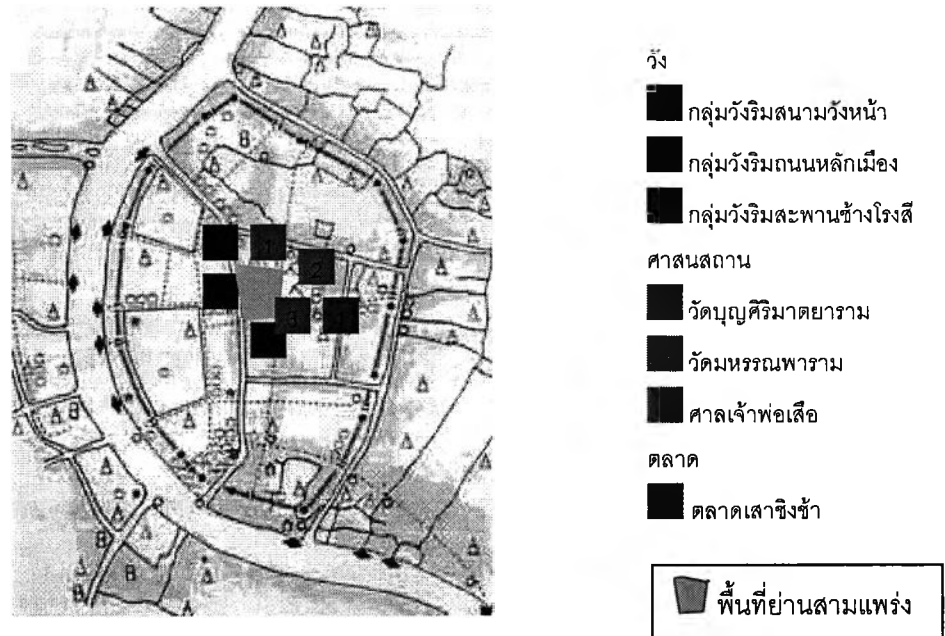 วัง
กลุ่มวังริมสนามวังหน้า
กลุ่มวังริมถนนหลักเมือง
กลุ่มวังริมสะพานช้างโรงสี
ศาสนสถาน
วัดบุญศิริมาตยาราม
วัดมหรรณพาราม
ศาลเจ้าพ่อเสือ
ตลาด
ตลาดเสาชิงช้า
พื้นที่ย่านสามแพร่ง
1
2
3